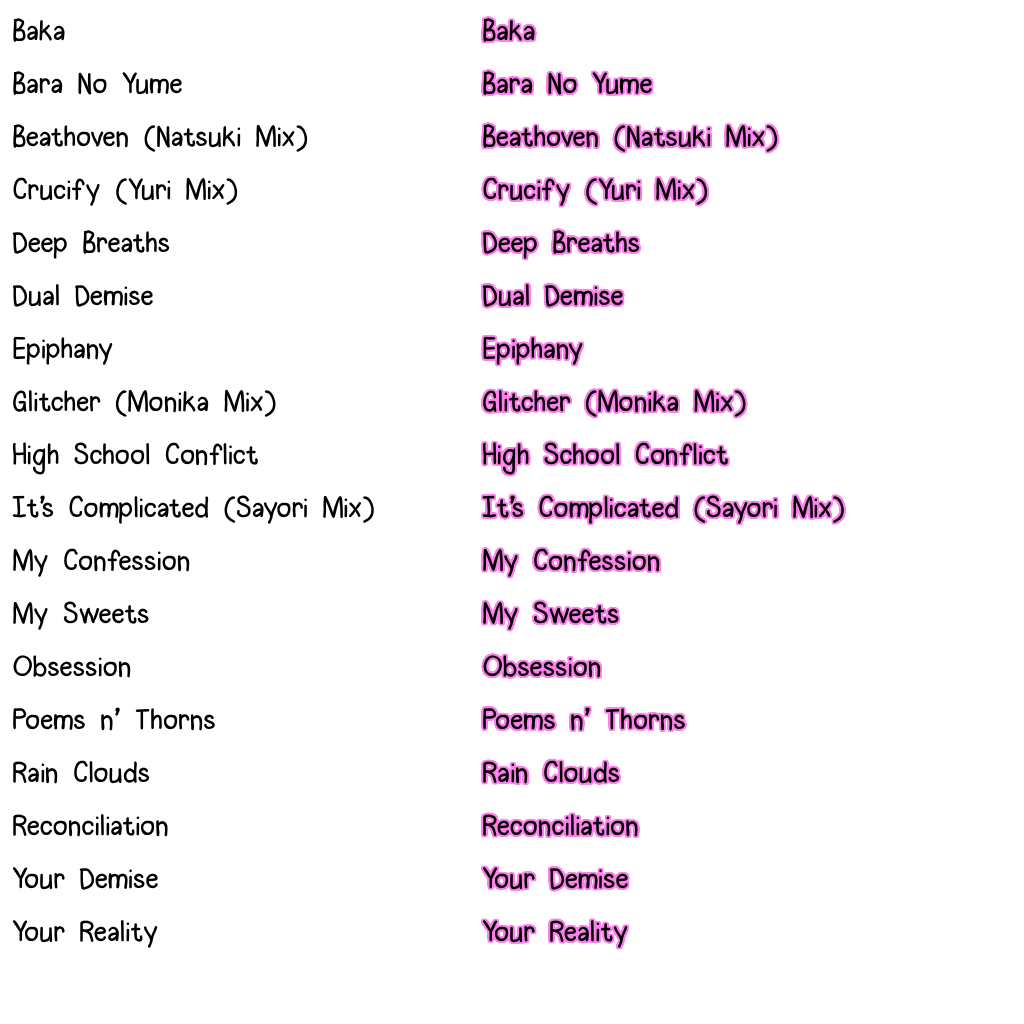 Baka Baka
Bara No Yume Bara No Yume
Beathoven (Natsuki Mix) Beathoven (Natsuki Mix)
Crucify (Yuri Mix) Crucify (Yuri Mix)
Deep Breaths Deep Breaths
Dual Demise Dual Demise
Epiphany Epiphany
Glitcher (Monika Mix) Glitcher (Monika Mix)
High School Conflict High School Conflict
It's Complicated (Sayori Mix) It's Complicated (Sayori Mix)
My Confession My Confession
My Sweets My Sweets
Obsession Obsession
Poems n' Thorns Poems n' Thorns
Rain Clouds Rain Clouds
Reconciliation Reconciliation
Your Demise Your Demise
Your Reality Your Reality